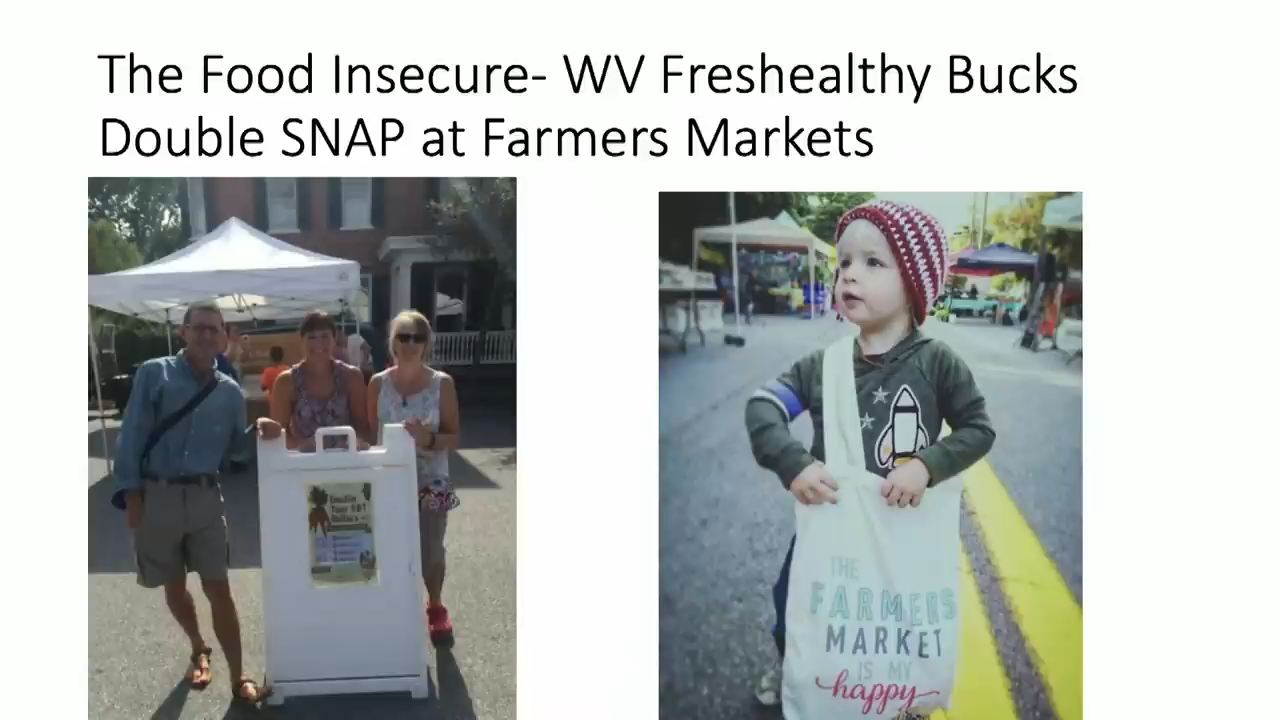 The Food Insecure- WV Freshealthy Bucks
Double SNAP at Farmers Markets
Double
Your EBT
Dollars
THE
FARMERS
MARKET
IS MY
happy